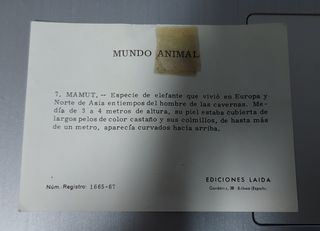 MUNDO ANIMAL
7. MAMUT. -- Especie de elefante que vivió en Europa y
Norte de Asia en tiempos del hombre de las cavernas. Me-
día de 3 a 4 metros de altura, su piel estaba cubierta de
largos pelos de color castaño y sus colmillos, de hasta más
de un metro, aparecía curvados hacia arriba.
EDICIONES LAIDA
Núm. Registro: 1665-67